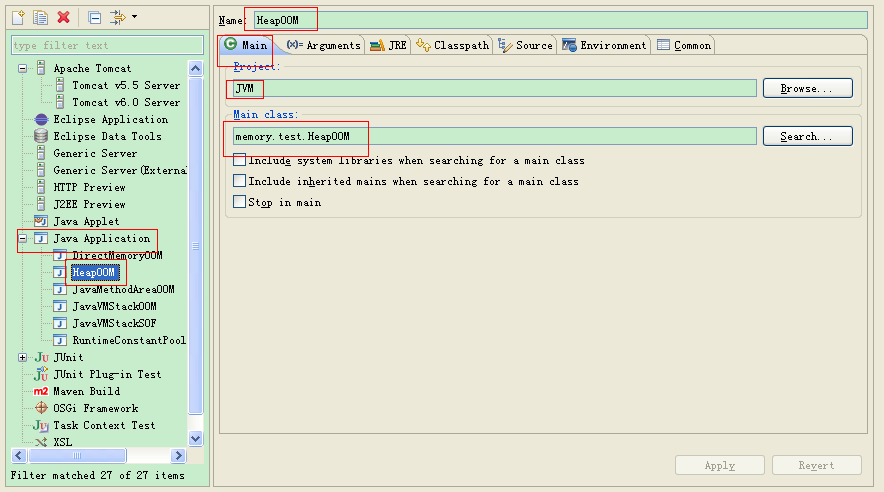 Name: HeapOOM
type filter text
Apache Tomcat
Tomcat v5.5 Server
Tomcat v6.0 Server
Eclipse Application
Eclipse Data Tools
Generic Server
Generic Server(External
HTTP Preview
J2EE Preview
Java Applet
Java Application
DirectMemoryOOM
HeapOOM
JavaMethodAreaOOM
JavaVMStackOOM
JavaVMStackSOF
RuntimeConstantPool
JUnit
JUnit Plug-in Test
Maven Build
OSGi Framework
Task Context Test
XSL
Filter matched 27 of 27 items
Main (x)= Arguments JRE Classpath Source Environment Common
Project:
JVM Browse...
Main class:
memory.test.HeapOOM Search...
Include system libraries when searching for a main class
Include inherited mains when searching for a main class
Stop in main
Apply Revert